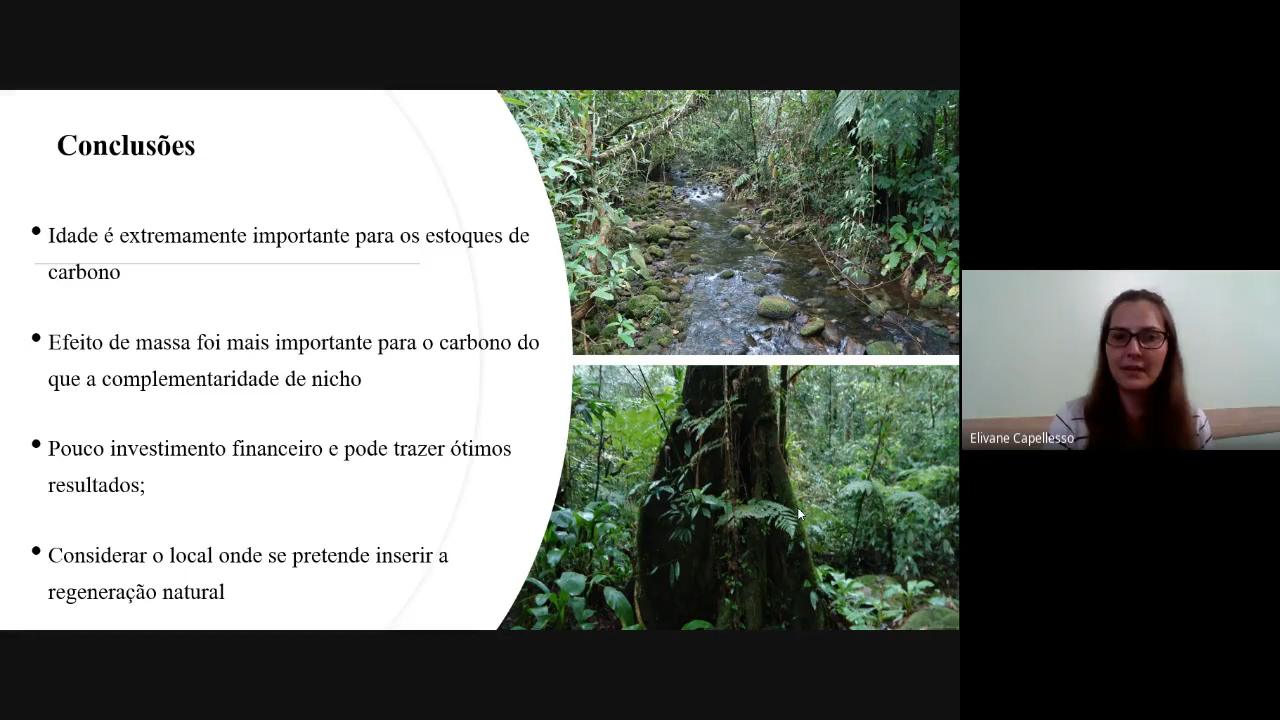 Conclusões
Idade é extremamente importante para os estoques de
carbono
Efeito de massa foi mais importante para o carbono do
que a complementaridade de nicho
Pouco investimento financeiro e pode trazer ótimos
resultados;
Considerar o local onde se pretende inserir a
regeneração natural
Elivane Capellesso